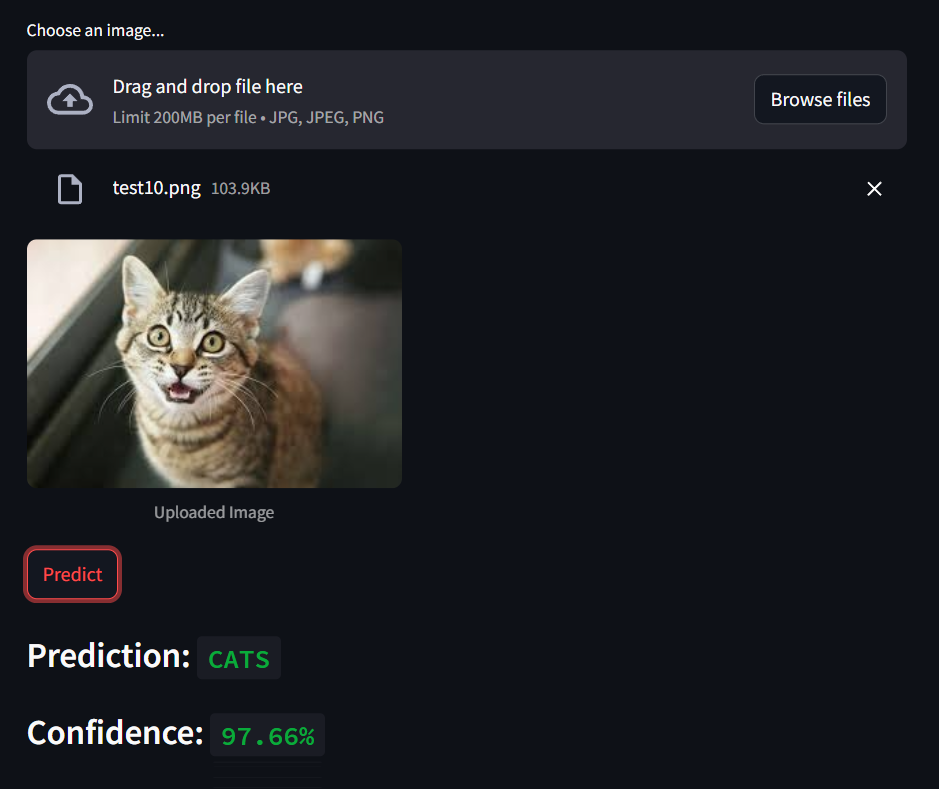 Choose an image...
Drag and drop file here
Limit 200MB per file • JPG, JPEG, PNG
Browse files
test10.png 103.9KB
Uploaded Image
Predict
Prediction: CATS
Confidence: 97.66%